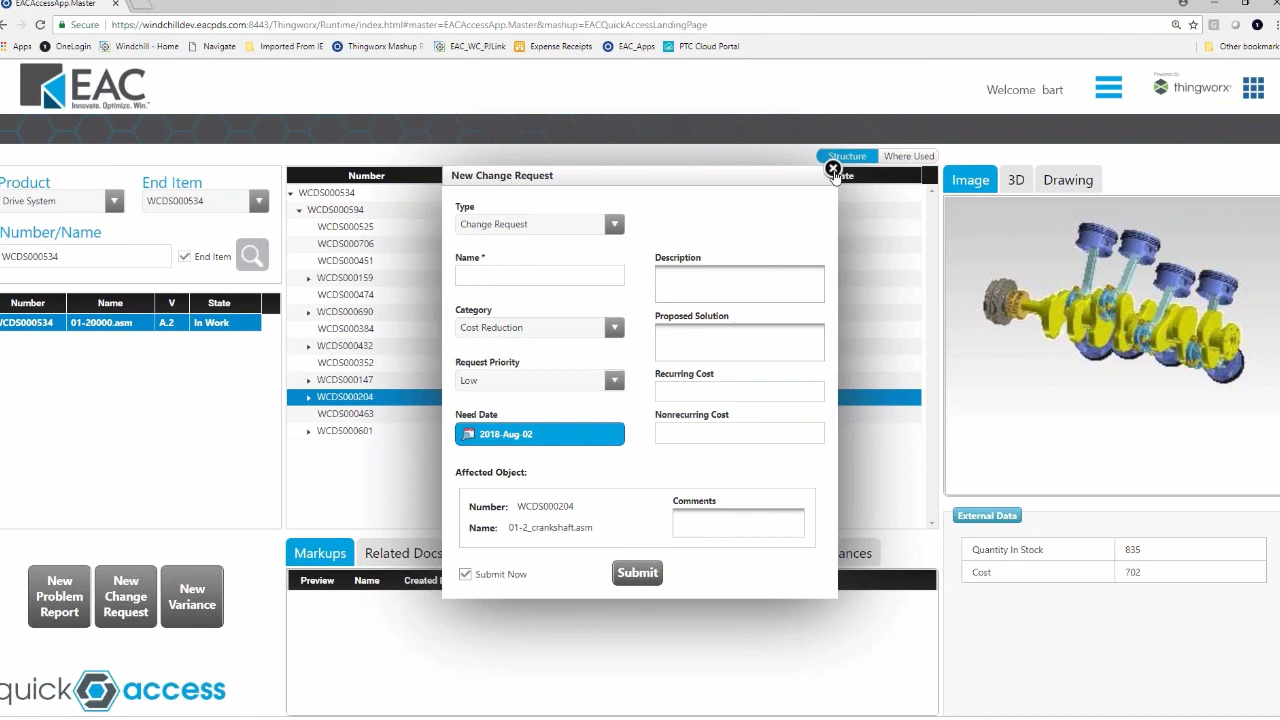 EACAccessApp.Master
Secure
https://windchilldev.eacpds.com:8443/Thingworx/Runtime/index.html#master=EACAccessApp.Master&mashup=EACQuickAccessLandingPage
Apps
OneLogin
Windchill - Home
Navigate
Imported From IE
Thingworx Mashup
EAC_WC_PJLink
Expense Receipts
EAC_Apps
PTC Cloud Portal
Other bookmark
EAC
Innovate. Optimize. Win.™
Welcome bart
Powered by
thingworx
Structure
Where Used
Product
End Item
Drive System
WCDS000534
Number/Name
WCDS000534
End Item
Number Name V State
WCDS000534 01-20000.asm A.2 In Work
Number
WCDS000534
WCDS000594
WCDS000525
WCDS000706
WCDS000451
WCDS000159
WCDS000474
WCDS000690
WCDS000384
WCDS000432
WCDS000352
WCDS000147
WCDS000204
WCDS000463
WCDS000601
New Change Request
Type
Change Request
Name *
Description
Category
Cost Reduction
Proposed Solution
Request Priority
Low
Recurring Cost
Need Date
2018-Aug-02
Nonrecurring Cost
Affected Object:
Number: WCDS000204
Name: 01-2_crankshaft.asm
Comments
Submit Now
Submit
Image
3D
Drawing
External Data
Quantity In Stock 835
Cost 702
Markups
Related Docs
Preview Name Created
New Problem Report
New Change Request
New Variance
quick access